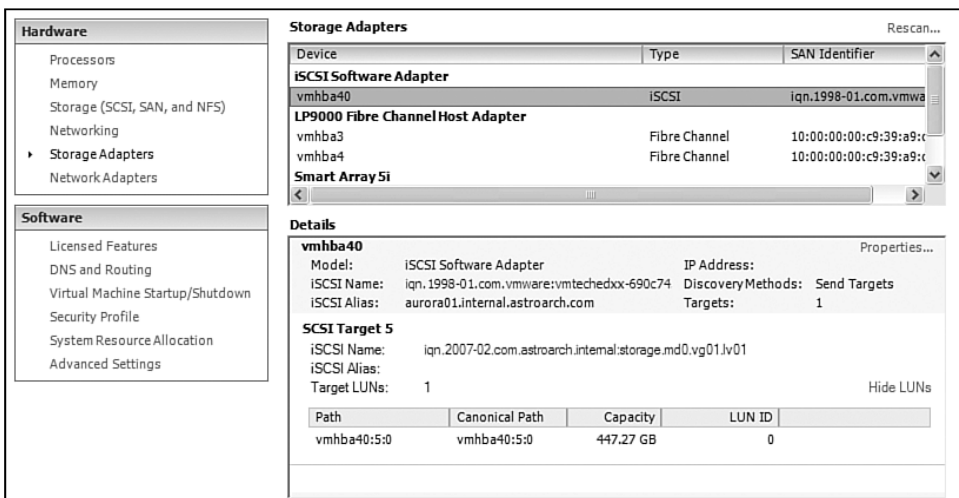 Hardware
Processors
Memory
Storage (SCSI, SAN, and NFS)
Networking
Storage Adapters
Network Adapters
Software
Licensed Features
DNS and Routing
Virtual Machine Startup/Shutdown
Security Profile
System Resource Allocation
Advanced Settings
Storage Adapters Rescan...
Device Type SAN Identifier
iSCSI Software Adapter
vmhba40 iSCSI iqn.1998-01.com.vmwa
LP9000 Fibre Channel Host Adapter
vmhba3 Fibre Channel 10:00:00:00:c9:39:a9:c
vmhba4 Fibre Channel 10:00:00:00:c9:39:a9:c
Smart Array 5i
Details
vmhba40 Properties...
Model: iSCSI Software Adapter IP Address:
iSCSI Name: iqn.1998-01.com.vmware:vmtechedxx-690c74 Discovery Methods: Send Targets
iSCSI Alias: aurora01.internal.astroarch.com Targets: 1
SCSI Target 5
iSCSI Name: iqn.2007-02.com.astroarch.internal:storage.md0.vg01.lv01
iSCSI Alias:
Target LUNs: 1 Hide LUNs
Path Canonical Path Capacity LUN ID
vmhba40:5:0 vmhba40:5:0 447.27 GB 0